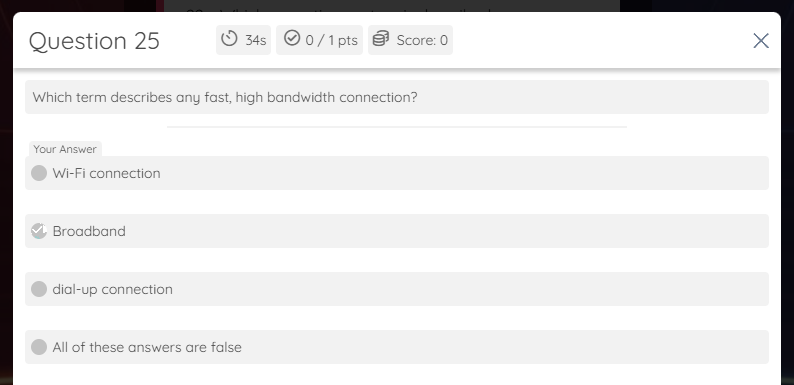 Question 25
34s
0 / 1 pts
Score: 0
Which term describes any fast, high bandwidth connection?
Your Answer
Wi-Fi connection
Broadband
dial-up connection
All of these answers are false